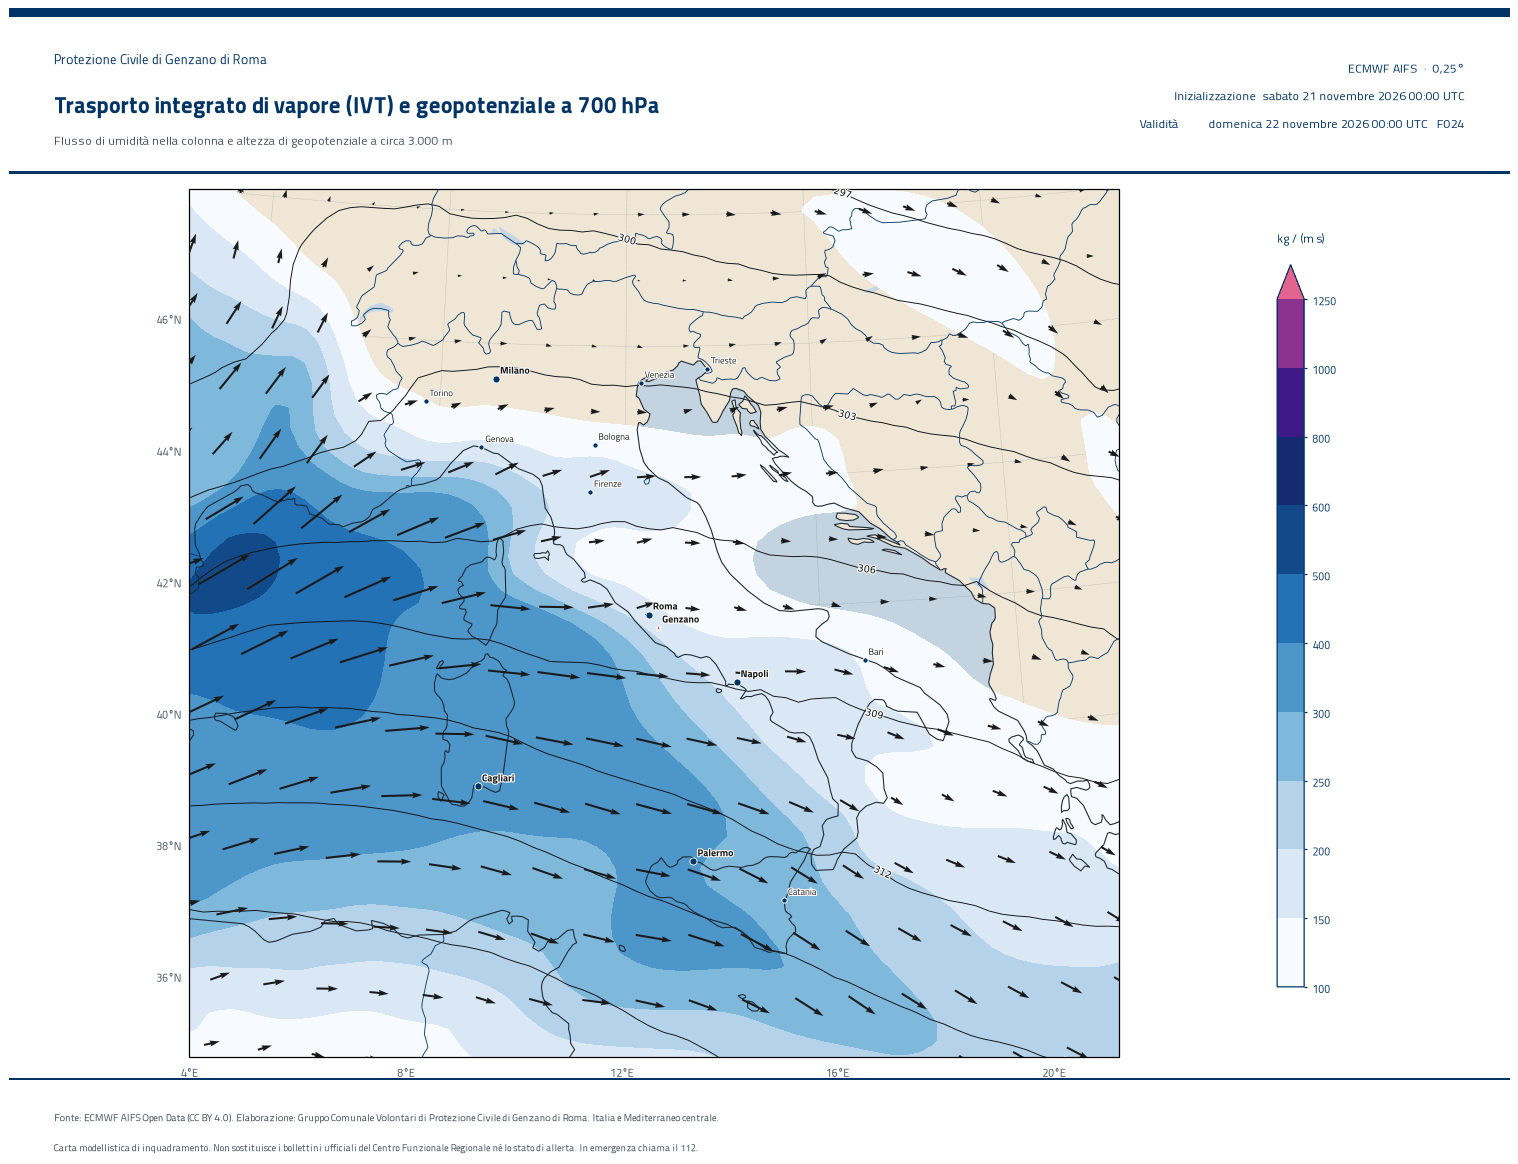 Protezione Civile di Genzano di Roma
Trasporto integrato di vapore (IVT) e geopotenziale a 700 hPa
Flusso di umidità nella colonna e altezza di geopotenziale a circa 3.000 m
ECMWF AIFS · 0,25°
Inizializzazione sabato 21 novembre 2026 00:00 UTC
Validità domenica 22 novembre 2026 00:00 UTC F024
297
300
303
306
309
312
46°N
44°N
42°N
40°N
38°N
36°N
4°E
8°E
12°E
16°E
20°E
Milano
Torino
Venezia
Trieste
Genova
Bologna
Firenze
Roma
Genzano
Napoli
Bari
Cagliari
Palermo
Catania
kg / (m s)
1250
1000
800
600
500
400
300
250
200
150
100
Fonte: ECMWF AIFS Open Data (CC BY 4.0). Elaborazione: Gruppo Comunale Volontari di Protezione Civile di Genzano di Roma. Italia e Mediterraneo centrale.
Carta modellistica di inquadramento. Non sostituisce i bollettini ufficiali del Centro Funzionale Regionale né lo stato di allerta. In emergenza chiama il 112.